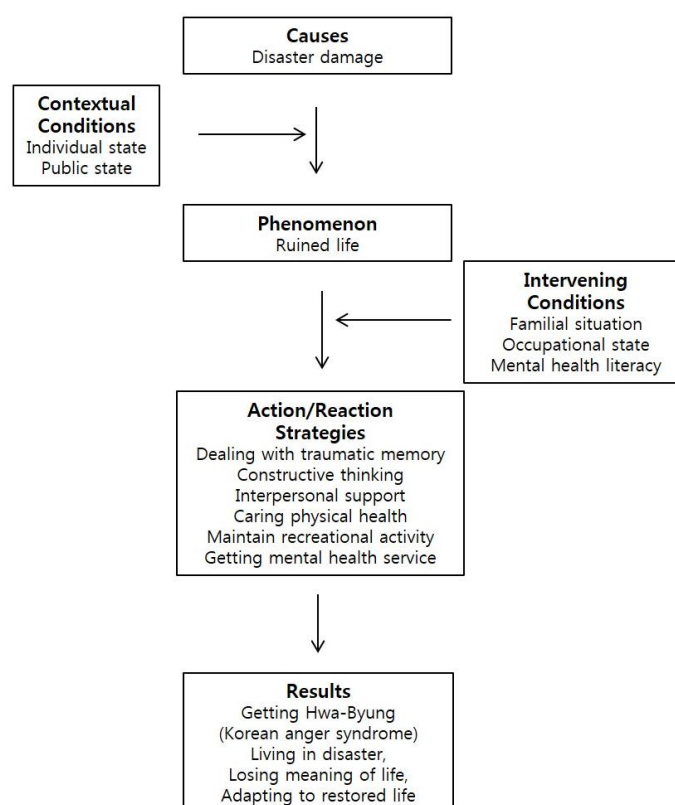 Causes
Disaster damage
Contextual
Conditions
Individual state
Public state
Phenomenon
Ruined life
Intervening
Conditions
Familial situation
Occupational state
Mental health literacy
Action/Reaction
Strategies
Dealing with traumatic memory
Constructive thinking
Interpersonal support
Caring physical health
Maintain recreational activity
Getting mental health service
Results
Getting Hwa-Byung
(Korean anger syndrome)
Living in disaster,
Losing meaning of life,
Adapting to restored life